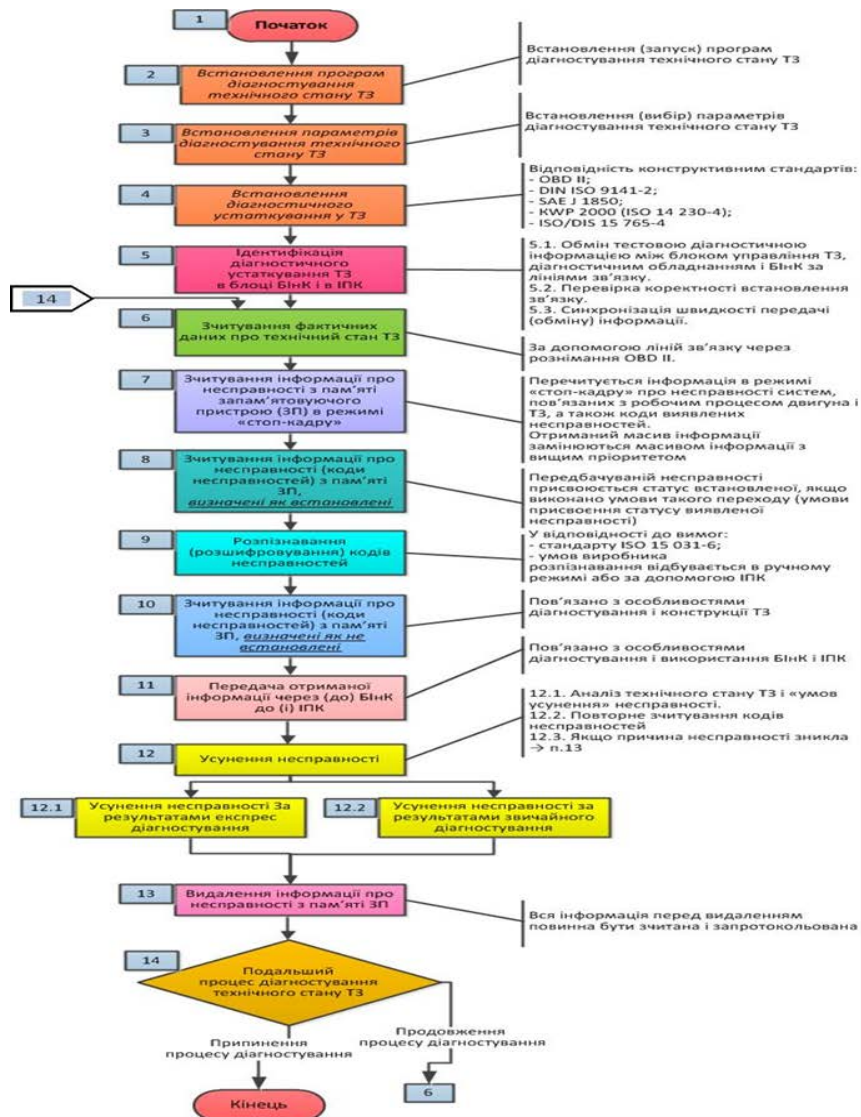 1
Початок
Встановлення (запуск) програм
діагностування технічного стану ТЗ
2
Встановлення програм
діагностування
технічного стану ТЗ
Встановлення (вибір) параметрів
діагностування технічного стану ТЗ
3
Встановлення параметрів
діагностування технічного
стану ТЗ
Відповідність конструктивним стандартів:
- OBD II;
- DIN ISO 9141-2;
- SAE J 1850;
- KWP 2000 (ISO 14 230-4);
- ISO/DIS 15 765-4
4
Встановлення
діагностичного
устаткування у ТЗ
5
Ідентифікація
діагностичного
устаткування ТЗ
в блоці БІнК і в ІПК
5.1. Обмін тестовою діагностичною
інформацією між блоком управління ТЗ,
діагностичним обладнанням і БІнК за
лініями зв’язку.
5.2. Перевірка коректності встановлення
зв’язку.
5.3. Синхронізація швидкості передачі
(обміну) інформації.
14
6
Зчитування фактичних
даних про технічний стан ТЗ
За допомогою ліній зв’язку через
рознімання OBD II.
7
Зчитування інформації про
несправності з пам’яті
запам’ятовуючого
пристрою (ЗП) в режимі
«стоп-кадру»
Перечитується інформація в режимі
«стоп-кадру» про несправності систем,
пов’язаних з робочим процесом двигуна і
ТЗ, а також коди виявлених
несправностей.
Отриманий масив інформації
замінюються масивом інформації з
вищим пріоритетом
8
Зчитування інформації про
несправності (коди
несправностей) з пам’яті
ЗП,
визначені як встановлені
Передбачуваній несправності
присвоюється статус встановленої, якщо
виконано умови такого переходу (умови
присвоєння статусу виявленої
несправності)
9
Розпізнавання
(розшифровування) кодів
несправностей
У відповідності до вимог:
- стандарту ISO 15 031-6;
- умов виробника
розпізнавання відбувається в ручному
режимі або за допомогою ІПК
10
Зчитування інформації про
несправності (коди
несправностей) з пам’яті
ЗП, визначені як не
встановлені
Пов’язано з особливостями
діагностування і конструкції ТЗ
11
Передача отриманої
інформації через (до) БІнК
до (і) ІПК
Пов’язано з особливостями
діагностування і використання БІнК і ІПК
12
Усунення несправності
12.1. Аналіз технічного стану ТЗ і «умов
усунення» несправності.
12.2. Повторне зчитування кодів
несправностей
12.3. Якщо причина несправності зникла
→ п.13
12.1
Усунення несправності За
результатами експрес
діагностування
12.2
Усунення несправності за
результатами звичайного
діагностування
13
Видалення інформації про
несправності з пам’яті ЗП
Вся інформація перед видаленням
повинна бути зчитана і запротокольована
14
Подальший
процес діагностування
технічного стану ТЗ
Припинення
процесу діагностування
Продовження
процесу діагностування
6
Кінець